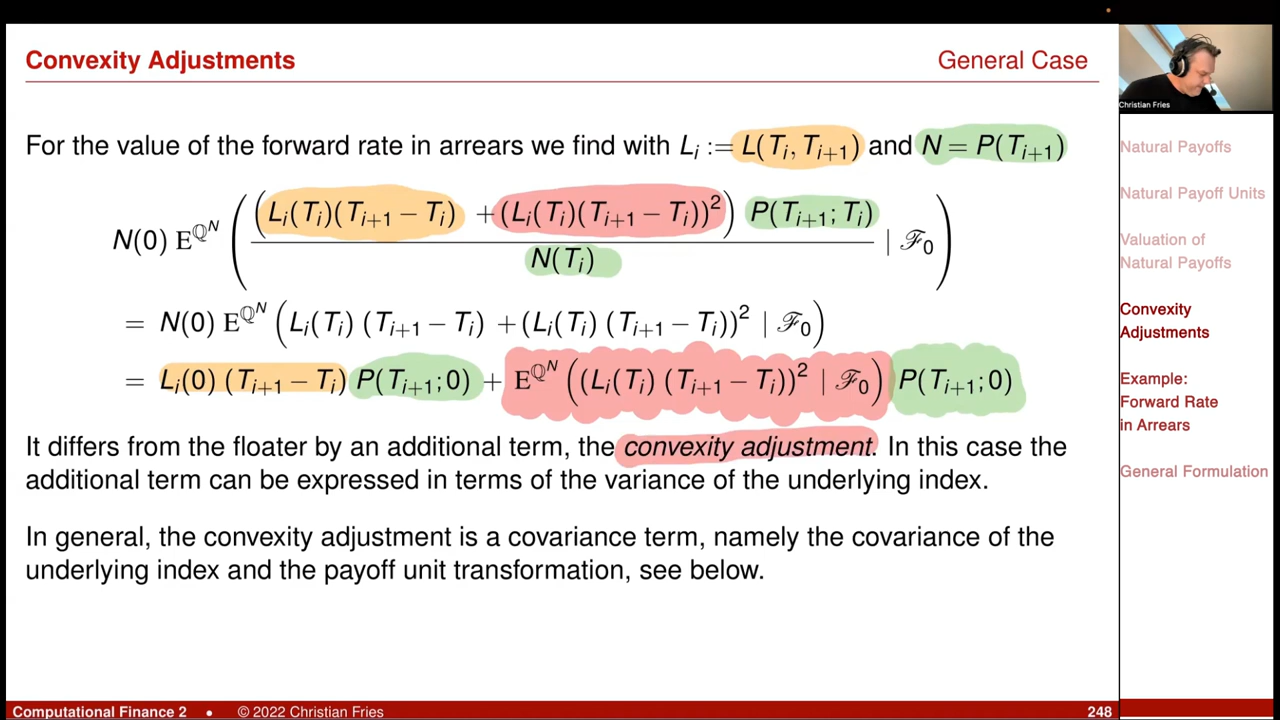 Convexity Adjustments
General Case
For the value of the forward rate in arrears we find with Lᵢ := L(Tᵢ, Tᵢ₊₁) and N = P(Tᵢ₊₁)
N(0) E^{ℚ^N} ( ( (Lᵢ(Tᵢ)(Tᵢ₊₁ − Tᵢ) + (Lᵢ(Tᵢ)(Tᵢ₊₁ − Tᵢ))²) P(Tᵢ₊₁; Tᵢ) ) / N(Tᵢ) | ℱ₀ )
= N(0) E^{ℚ^N} ( Lᵢ(Tᵢ) (Tᵢ₊₁ − Tᵢ) + (Lᵢ(Tᵢ) (Tᵢ₊₁ − Tᵢ))² | ℱ₀ )
= Lᵢ(0) (Tᵢ₊₁ − Tᵢ) P(Tᵢ₊₁; 0) + E^{ℚ^N} ( (Lᵢ(Tᵢ) (Tᵢ₊₁ − Tᵢ))² | ℱ₀ ) P(Tᵢ₊₁; 0)
It differs from the floater by an additional term, the convexity adjustment. In this case the
additional term can be expressed in terms of the variance of the underlying index.
In general, the convexity adjustment is a covariance term, namely the covariance of the
underlying index and the payoff unit transformation, see below.
Christian Fries
Natural Payoffs
Natural Payoff Units
Valuation of
Natural Payoffs
Convexity
Adjustments
Example:
Forward Rate
in Arrears
General Formulation
Computational Finance 2 • © 2022 Christian Fries
248